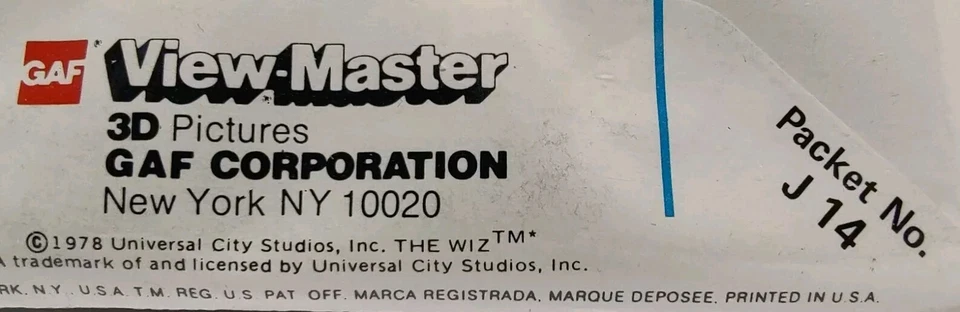 GAF
View-Master
3D Pictures
GAF CORPORATION
New York NY 10020
©1978 Universal City Studios, Inc. THE WIZ™*
A trademark of and licensed by Universal City Studios, Inc.
RK. N.Y. U.S.A. T.M. REG. U.S. PAT. OFF. MARCA REGISTRADA. MARQUE DEPOSEE. PRINTED IN U.S.A.
Packet No.
J 14